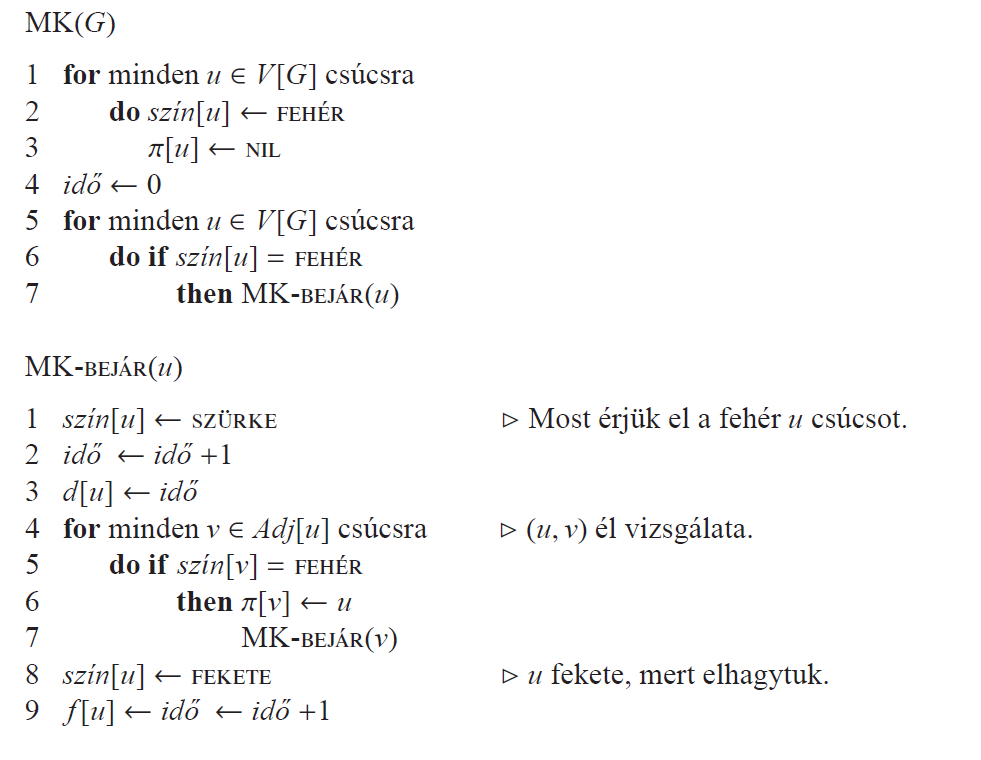 MK(G)
1 for minden u ∈ V[G] csúcsra
2 do szín[u] ← FEHÉR
3 π[u] ← NIL
4 idő ← 0
5 for minden u ∈ V[G] csúcsra
6 do if szín[u] = FEHÉR
7 then MK-BEJÁR(u)
MK-BEJÁR(u)
1 szín[u] ← SZÜRKE ▷ Most érjük el a fehér u csúcsot.
2 idő ← idő +1
3 d[u] ← idő
4 for minden v ∈ Adj[u] csúcsra ▷ (u, v) él vizsgálata.
5 do if szín[v] = FEHÉR
6 then π[v] ← u
7 MK-BEJÁR(v)
8 szín[u] ← FEKETE ▷ u fekete, mert elhagytuk.
9 f[u] ← idő ← idő +1